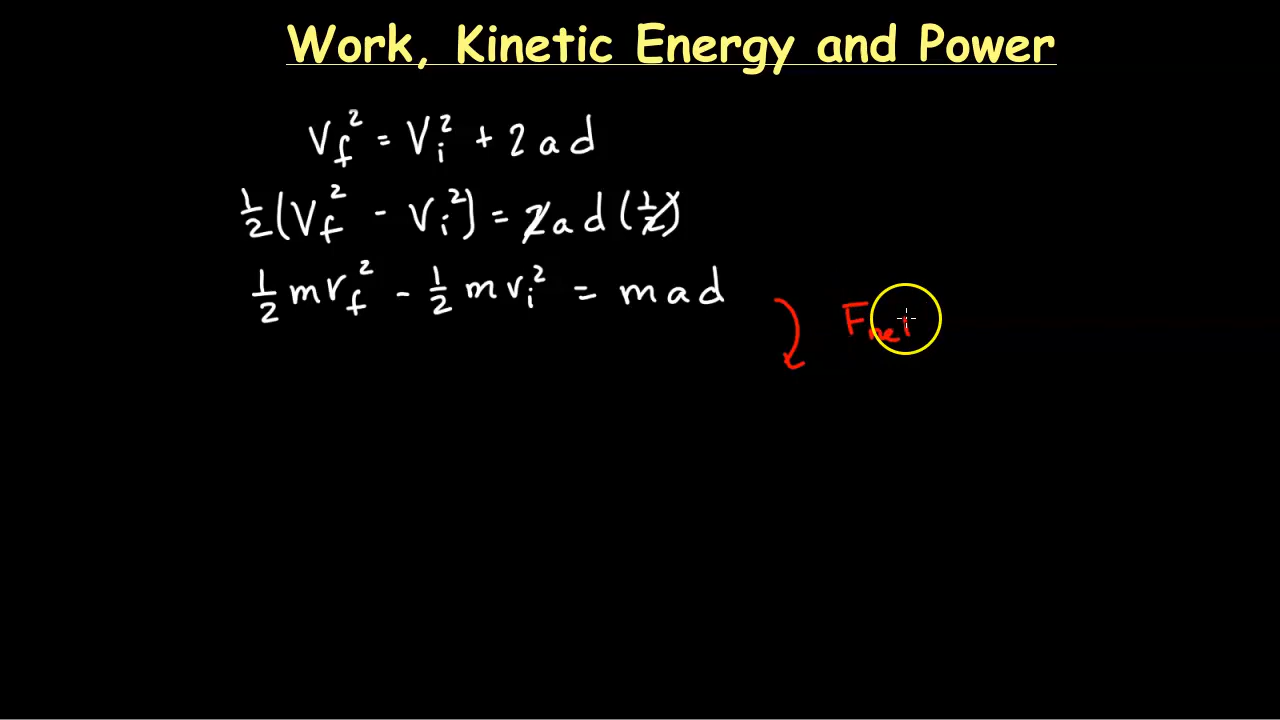 Work, Kinetic Energy and Power
Vf² = Vi² + 2ad
½(Vf² - Vi²) = 2ad(½)
½mvf² - ½mvi² = mad
Fnet